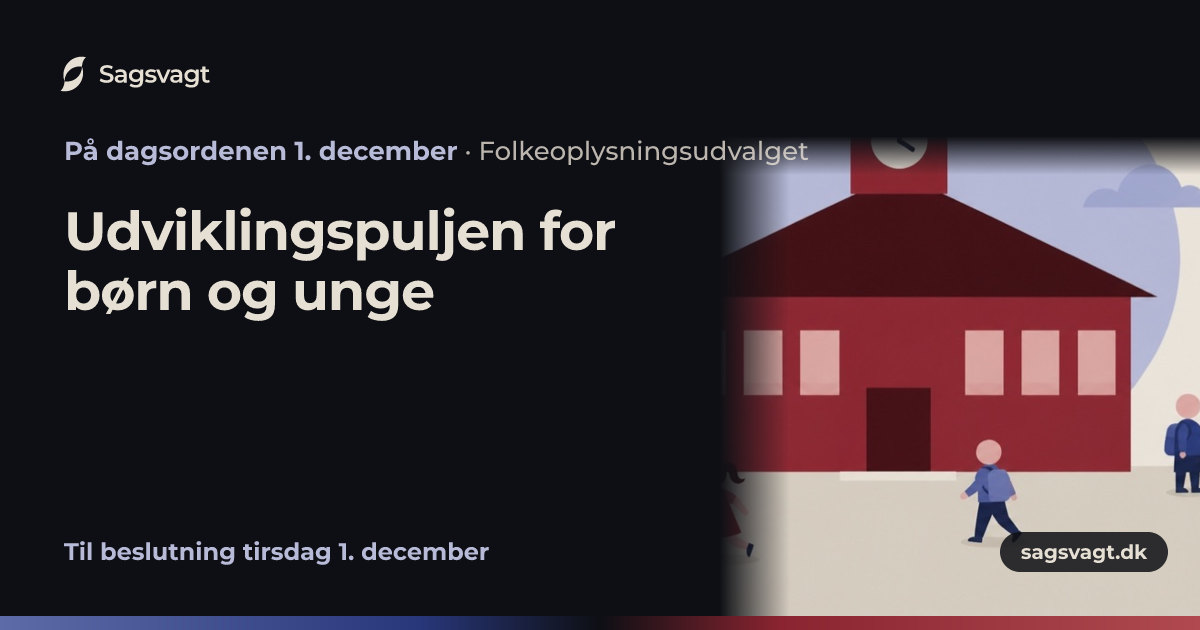 Sagsvagt
På dagsordenen 1. december · Folkeoplysningsudvalget
Udviklingspuljen for
børn og unge
Til beslutning tirsdag 1. december
sagsvagt.dk